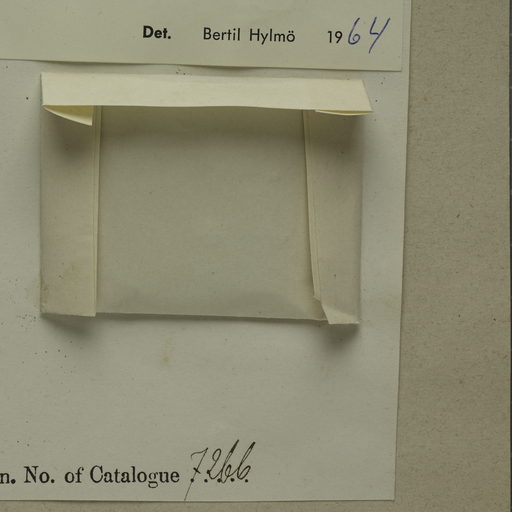 Det. Bertil Hylmö 1964
n. No. of Catalogue 7266.